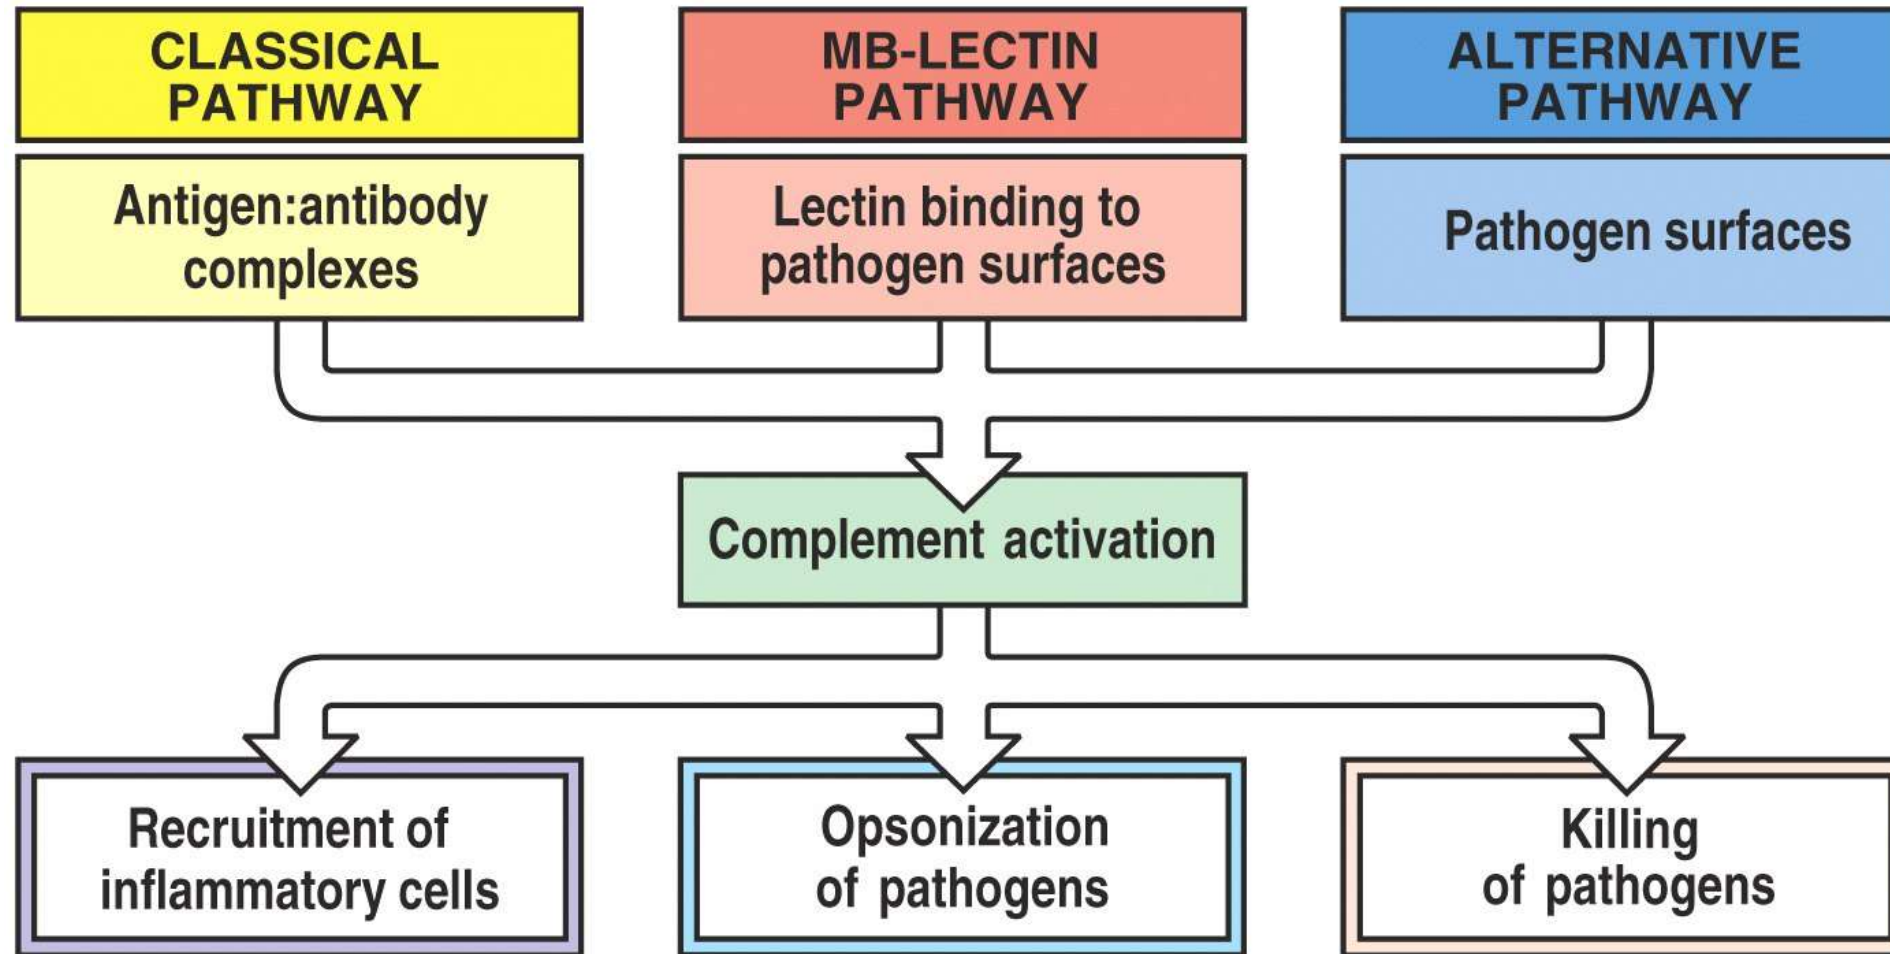 CLASSICAL
PATHWAY
MB-LECTIN
PATHWAY
ALTERNATIVE
PATHWAY
Antigen:antibody
complexes
Lectin binding to
pathogen surfaces
Pathogen surfaces
Complement activation
Recruitment of
inflammatory cells
Opsonization
of pathogens
Killing
of pathogens